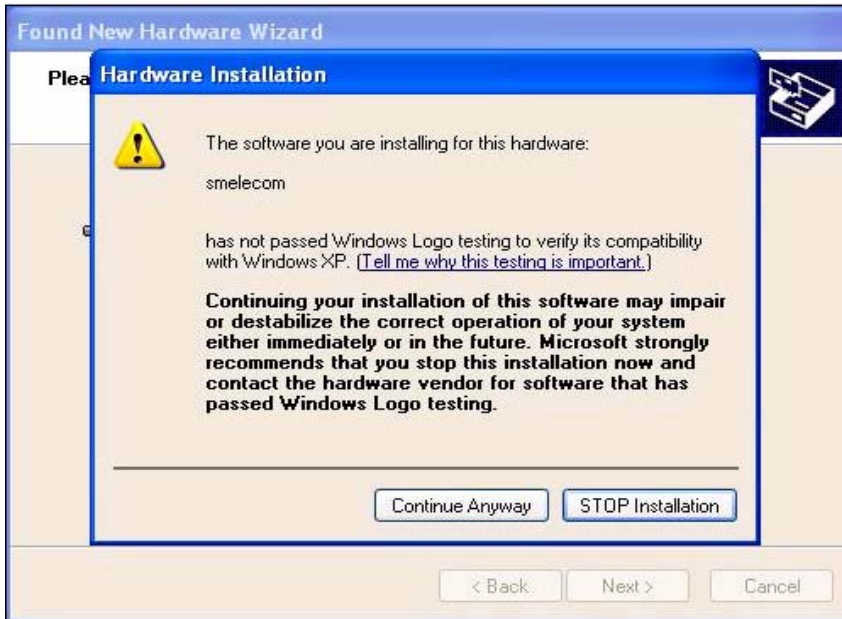 Found New Hardware Wizard
Plea
Hardware Installation
The software you are installing for this hardware:
smelecom
has not passed Windows Logo testing to verify its compatibility
with Windows XP. (Tell me why this testing is important.)
Continuing your installation of this software may impair
or destabilize the correct operation of your system
either immediately or in the future. Microsoft strongly
recommends that you stop this installation now and
contact the hardware vendor for software that has
passed Windows Logo testing.
Continue Anyway
STOP Installation
< Back
Next >
Cancel